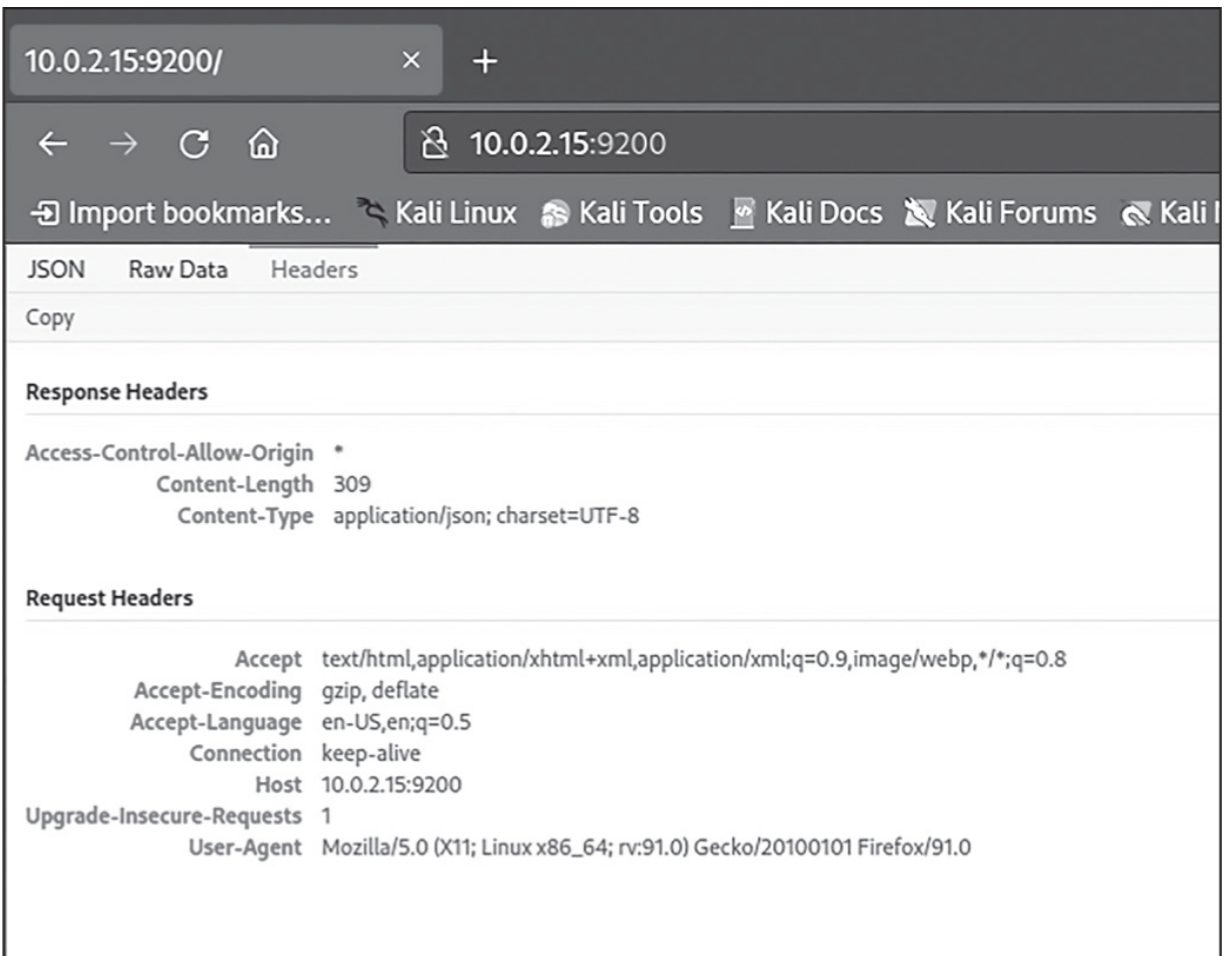 10.0.2.15:9200/
10.0.2.15:9200
Import bookmarks... Kali Linux Kali Tools Kali Docs Kali Forums Kali
JSON Raw Data Headers
Copy
Response Headers
Access-Control-Allow-Origin *
Content-Length 309
Content-Type application/json; charset=UTF-8
Request Headers
Accept text/html,application/xhtml+xml,application/xml;q=0.9,image/webp,*/*;q=0.8
Accept-Encoding gzip, deflate
Accept-Language en-US,en;q=0.5
Connection keep-alive
Host 10.0.2.15:9200
Upgrade-Insecure-Requests 1
User-Agent Mozilla/5.0 (X11; Linux x86_64; rv:91.0) Gecko/20100101 Firefox/91.0